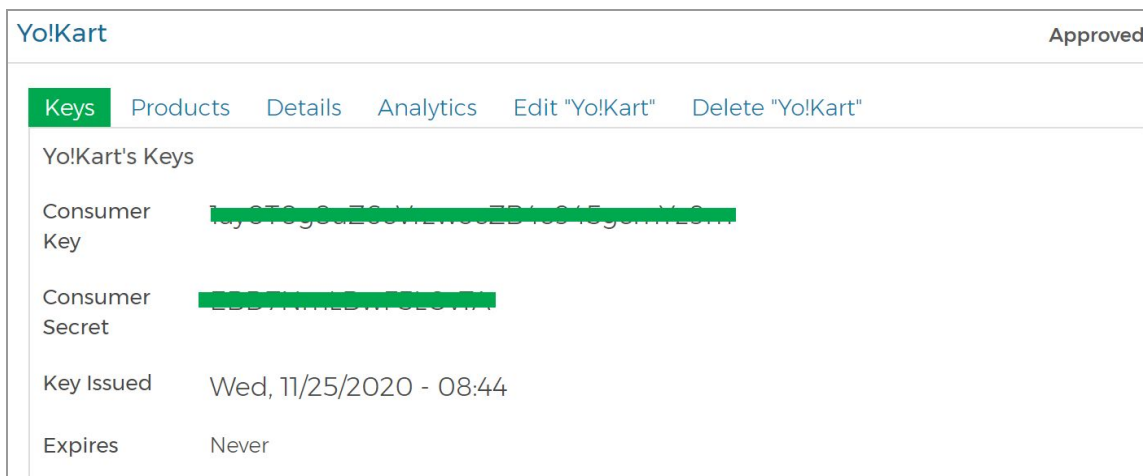 Yo!Kart
Approved
Keys
Products
Details
Analytics
Edit "Yo!Kart"
Delete "Yo!Kart"
Yo!Kart's Keys
Consumer
Key
Consumer
Secret
Key Issued
Wed, 11/25/2020 - 08:44
Expires
Never